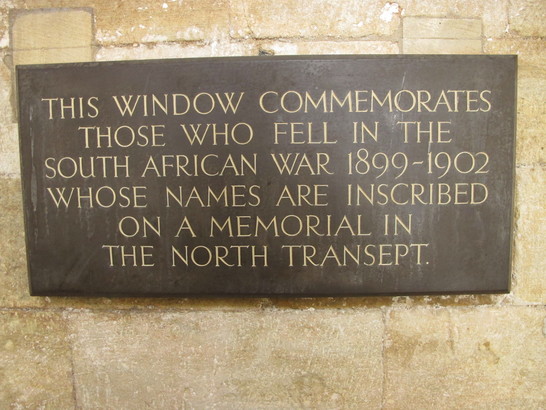 THIS WINDOW COMMEMORATES
THOSE WHO FELL IN THE
SOUTH AFRICAN WAR 1899-1902
WHOSE NAMES ARE INSCRIBED
ON A MEMORIAL IN
THE NORTH TRANSEPT.